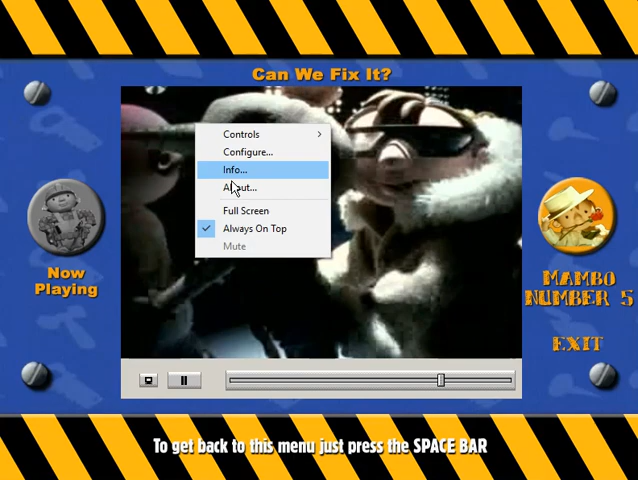 Can We Fix It?
Controls
Configure...
Info...
About...
Full Screen
Always On Top
Mute
Now
Playing
MAMBO
NUMBER 5
EXIT
To get back to this menu just press the SPACE BAR